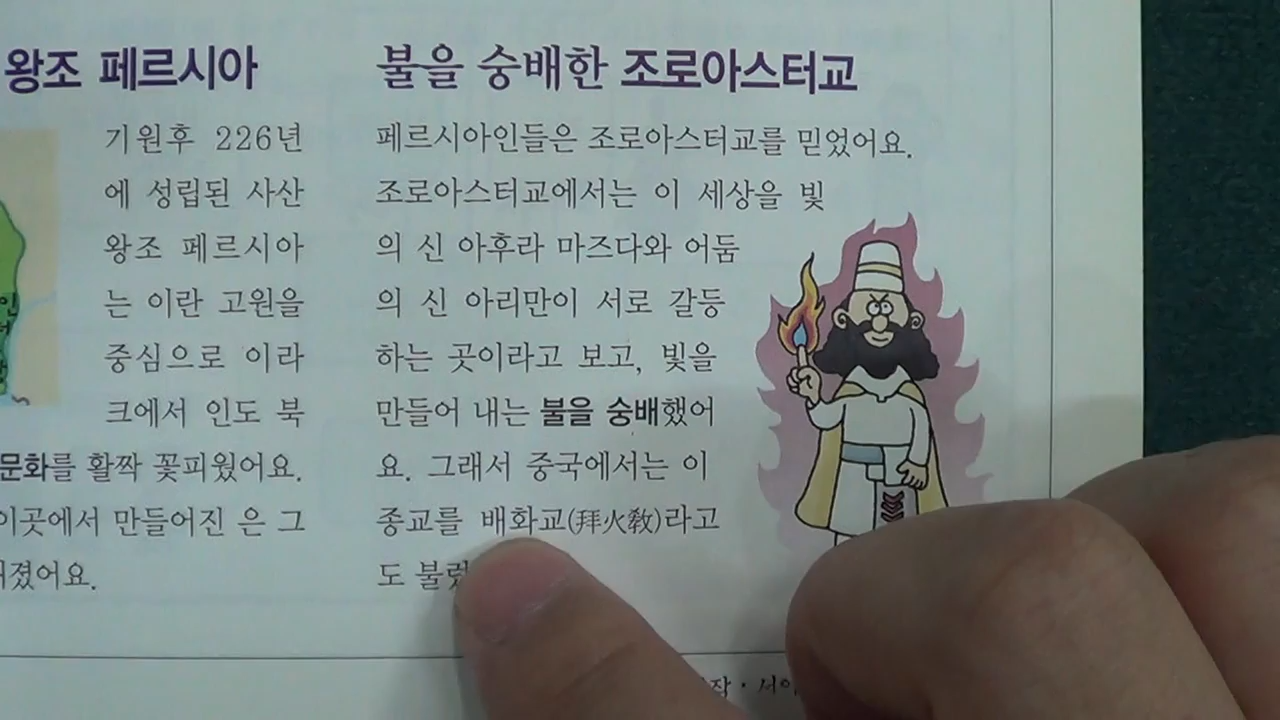 왕조 페르시아
기원후 226년
에 성립된 사산
왕조 페르시아
는 이란 고원을
중심으로 이라
크에서 인도 북
문화를 활짝 꽃피웠어요.
이곳에서 만들어진 은 그
졌어요.
불을 숭배한 조로아스터교
페르시아인들은 조로아스터교를 믿었어요.
조로아스터교에서는 이 세상을 빛
의 신 아후라 마즈다와 어둠
의 신 아리만이 서로 갈등
하는 곳이라고 보고, 빛을
만들어 내는 불을 숭배했어
요. 그래서 중국에서는 이
종교를 배화교(拜火敎)라고
도 불렀
인